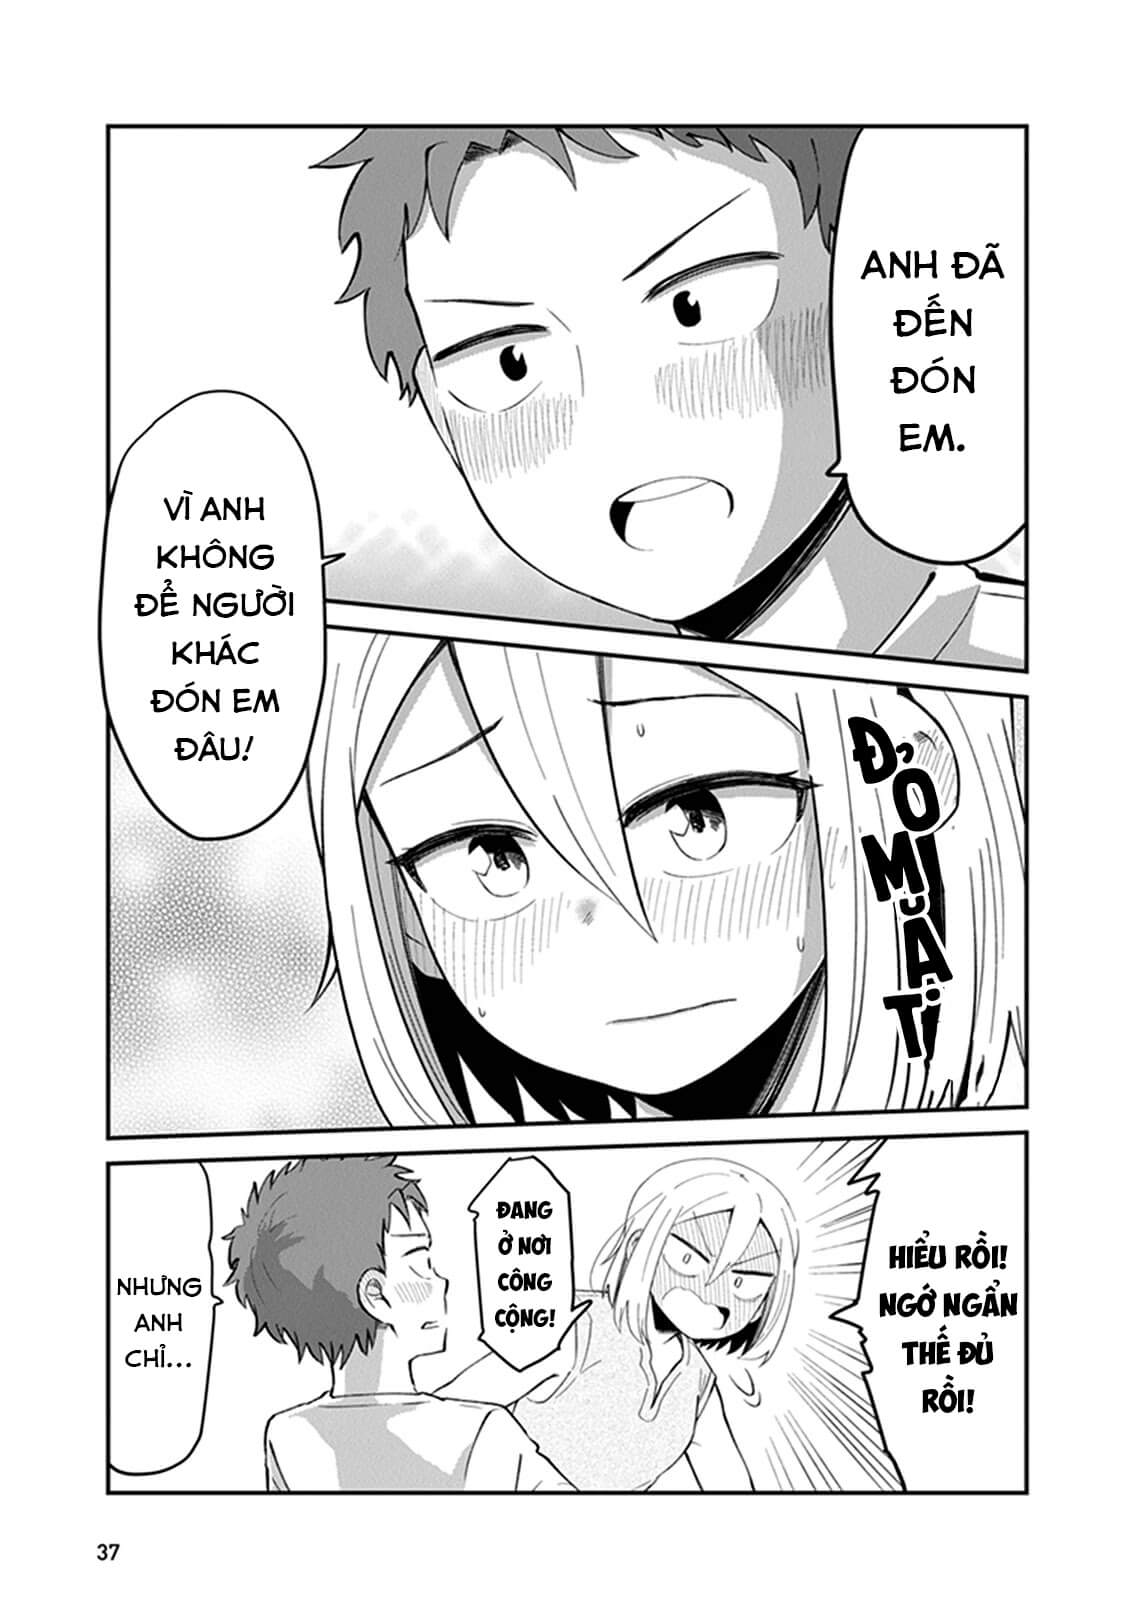 ANH ĐÃ
ĐẾN
ĐÓN
EM.
VÌ ANH
KHÔNG
ĐỂ NGƯỜI
KHÁC
ĐÓN EM
ĐÂU!
ĐỎ MẶT
HIỂU RỒI!
NGỚ NGẨN
THẾ ĐỦ
RỒI!
ĐANG
Ở NƠI
CÔNG
CỘNG!
NHƯNG
ANH
CHỈ...
37